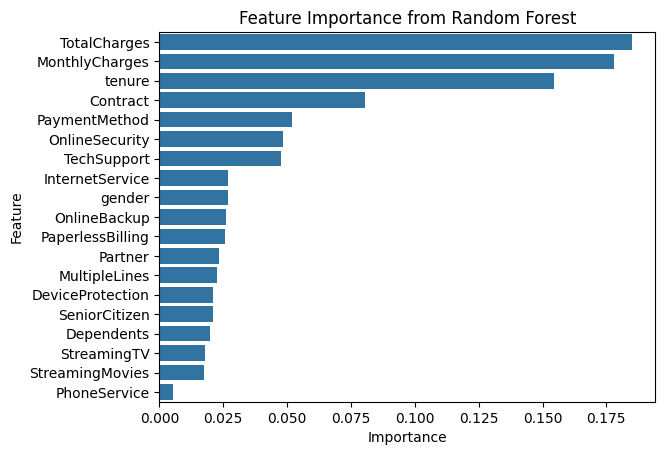 Feature Importance from Random Forest
TotalCharges
MonthlyCharges
tenure
Contract
PaymentMethod
OnlineSecurity
TechSupport
InternetService
gender
OnlineBackup
PaperlessBilling
Partner
MultipleLines
DeviceProtection
SeniorCitizen
Dependents
StreamingTV
StreamingMovies
PhoneService
Feature
0.000 0.025 0.050 0.075 0.100 0.125 0.150 0.175
Importance